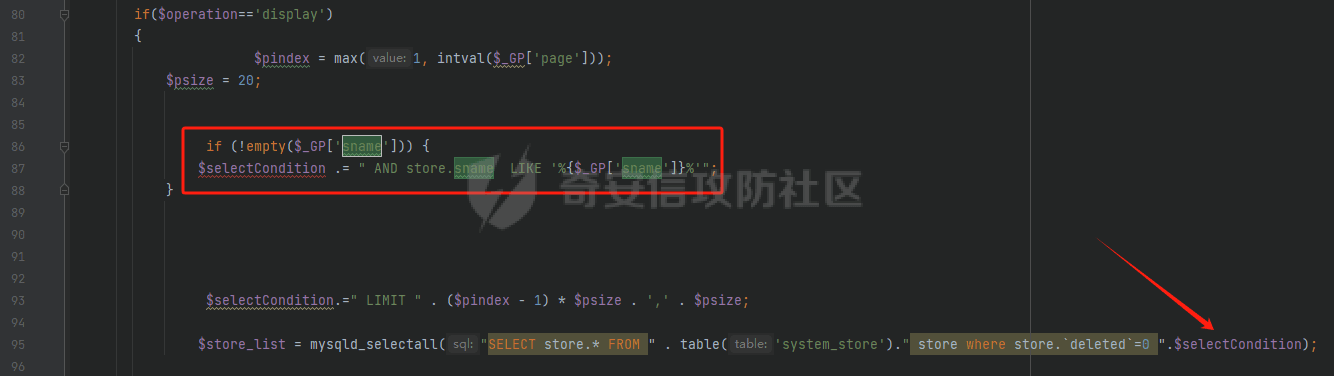 80 if($operation=='display')
81 {
82 $pindex = max( value: 1, intval($_GP['page']));
83 $psize = 20;
84
85
86 if (!empty($_GP['sname'])) {
87 $selectCondition .= " AND store.sname  LIKE '%{$_GP['sname']}%'";
88 }
89
90
91
92
93 $selectCondition.=" LIMIT " . ($pindex - 1) * $psize . ',' . $psize;
94
95 $store_list = mysqld_selectall( sql: "SELECT store.* FROM " . table( table: 'system_store')." store where store.`deleted`=0 ".$selectCondition);
96
奇安信攻防社区